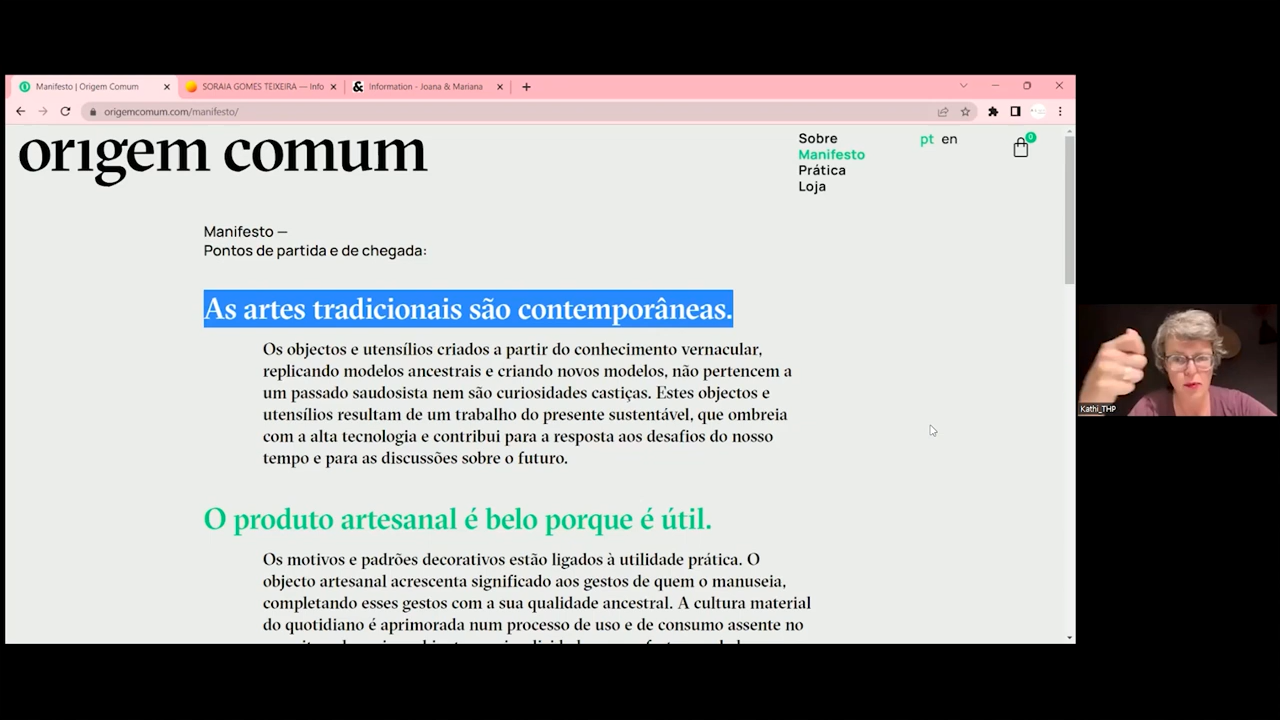 Manifesto | Origem Comum
SORAIA GOMES TEIXEIRA — Info
Information - Joana & Mariana
origemcomum.com/manifesto/
origem comum
Sobre
Manifesto
Prática
Loja
pt en
0
Manifesto —
Pontos de partida e de chegada:
As artes tradicionais são contemporâneas.
Os objectos e utensílios criados a partir do conhecimento vernacular,
replicando modelos ancestrais e criando novos modelos, não pertencem a
um passado saudosista nem são curiosidades castiças. Estes objectos e
utensílios resultam de um trabalho do presente sustentável, que ombreia
com a alta tecnologia e contribui para a resposta aos desafios do nosso
tempo e para as discussões sobre o futuro.
O produto artesanal é belo porque é útil.
Os motivos e padrões decorativos estão ligados à utilidade prática. O
objecto artesanal acrescenta significado aos gestos de quem o manuseia,
completando esses gestos com a sua qualidade ancestral. A cultura material
do quotidiano é aprimorada num processo de uso e de consumo assente no
Kathi_THP